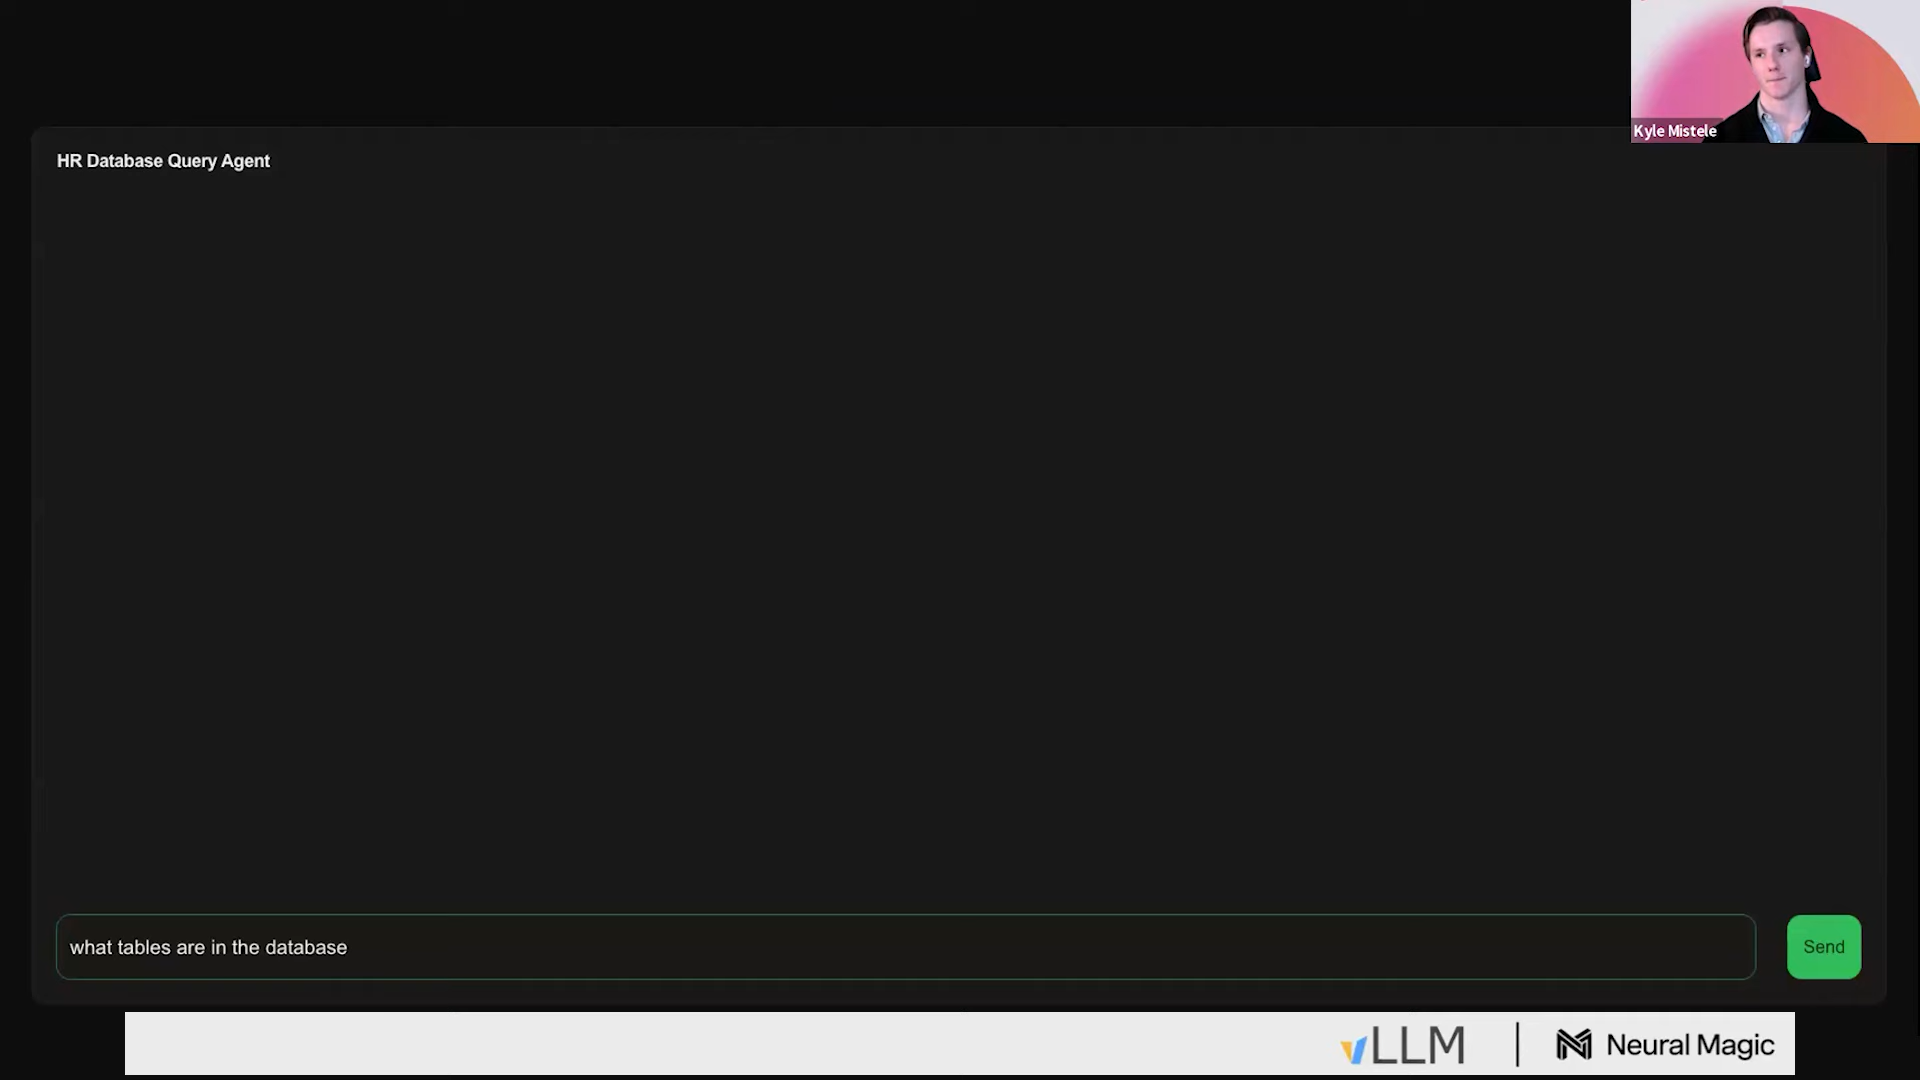 Kyle Mistele
HR Database Query Agent
what tables are in the database
Send
vLLM
Neural Magic